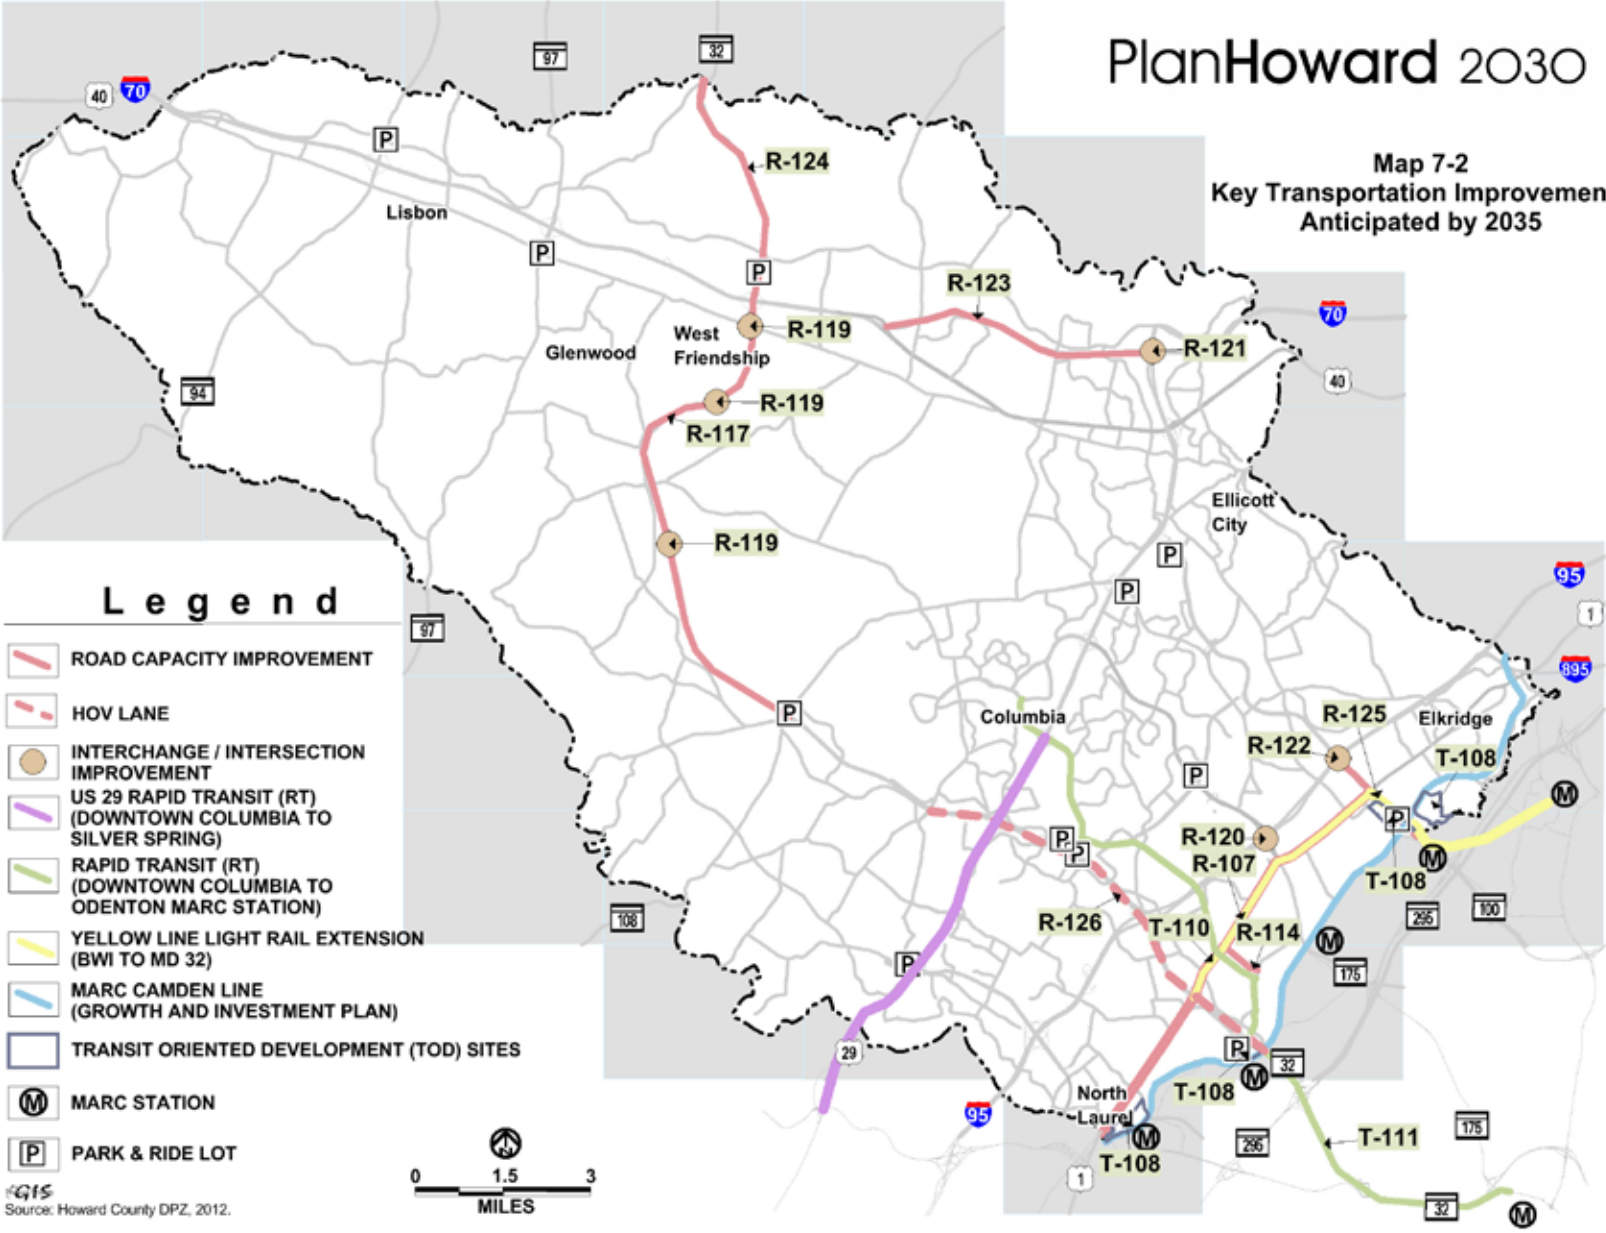 PlanHoward 2030
Map 7-2
Key Transportation Improvemen
Anticipated by 2035
40
70
97
32
R-124
P
Lisbon
P
P
R-123
70
R-119
West
Friendship
Glenwood
R-121
40
94
R-119
R-117
Ellicott
City
R-119
P
P
95
1
97
895
P
Columbia
R-125
Elkridge
R-122
T-108
P
M
P
P
P
R-120
R-107
M
T-108
295
100
108
R-126
T-110
R-114
M
175
P
29
P
32
M
T-108
North
Laurel
95
M
T-108
295
T-111
175
1
32
M
Legend
ROAD CAPACITY IMPROVEMENT
HOV LANE
INTERCHANGE / INTERSECTION
IMPROVEMENT
US 29 RAPID TRANSIT (RT)
(DOWNTOWN COLUMBIA TO
SILVER SPRING)
RAPID TRANSIT (RT)
(DOWNTOWN COLUMBIA TO
ODENTON MARC STATION)
YELLOW LINE LIGHT RAIL EXTENSION
(BWI TO MD 32)
MARC CAMDEN LINE
(GROWTH AND INVESTMENT PLAN)
TRANSIT ORIENTED DEVELOPMENT (TOD) SITES
M MARC STATION
P PARK & RIDE LOT
N
0 1.5 3
MILES
GIS
Source: Howard County DPZ, 2012.